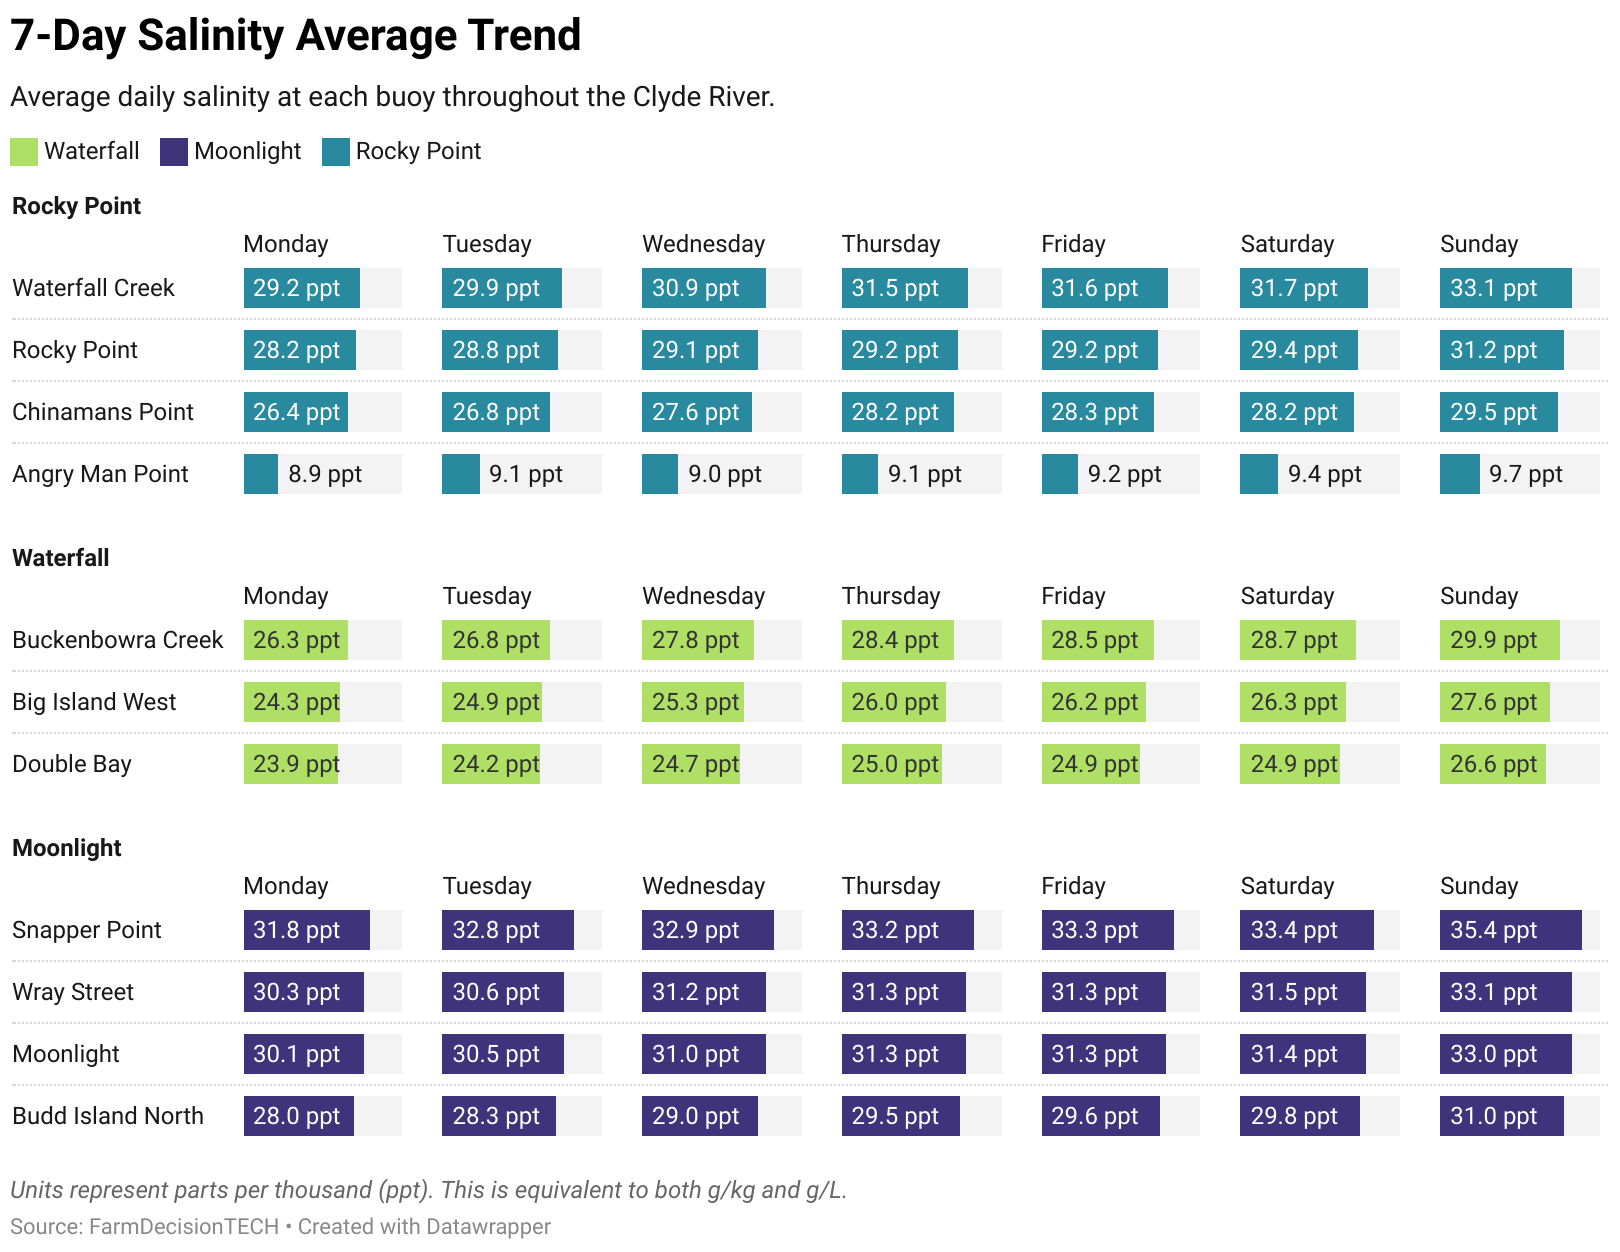 7-Day Salinity Average Trend
Average daily salinity at each buoy throughout the Clyde River.
Waterfall Moonlight Rocky Point
Rocky Point
Monday Tuesday Wednesday Thursday Friday Saturday Sunday
Waterfall Creek 29.2 ppt 29.9 ppt 30.9 ppt 31.5 ppt 31.6 ppt 31.7 ppt 33.1 ppt
Rocky Point 28.2 ppt 28.8 ppt 29.1 ppt 29.2 ppt 29.2 ppt 29.4 ppt 31.2 ppt
Chinamans Point 26.4 ppt 26.8 ppt 27.6 ppt 28.2 ppt 28.3 ppt 28.2 ppt 29.5 ppt
Angry Man Point 8.9 ppt 9.1 ppt 9.0 ppt 9.1 ppt 9.2 ppt 9.4 ppt 9.7 ppt
Waterfall
Monday Tuesday Wednesday Thursday Friday Saturday Sunday
Buckenbowra Creek 26.3 ppt 26.8 ppt 27.8 ppt 28.4 ppt 28.5 ppt 28.7 ppt 29.9 ppt
Big Island West 24.3 ppt 24.9 ppt 25.3 ppt 26.0 ppt 26.2 ppt 26.3 ppt 27.6 ppt
Double Bay 23.9 ppt 24.2 ppt 24.7 ppt 25.0 ppt 24.9 ppt 24.9 ppt 26.6 ppt
Moonlight
Monday Tuesday Wednesday Thursday Friday Saturday Sunday
Snapper Point 31.8 ppt 32.8 ppt 32.9 ppt 33.2 ppt 33.3 ppt 33.4 ppt 35.4 ppt
Wray Street 30.3 ppt 30.6 ppt 31.2 ppt 31.3 ppt 31.3 ppt 31.5 ppt 33.1 ppt
Moonlight 30.1 ppt 30.5 ppt 31.0 ppt 31.3 ppt 31.3 ppt 31.4 ppt 33.0 ppt
Budd Island North 28.0 ppt 28.3 ppt 29.0 ppt 29.5 ppt 29.6 ppt 29.8 ppt 31.0 ppt
Units represent parts per thousand (ppt). This is equivalent to both g/kg and g/L.
Source: FarmDecisionTECH • Created with Datawrapper